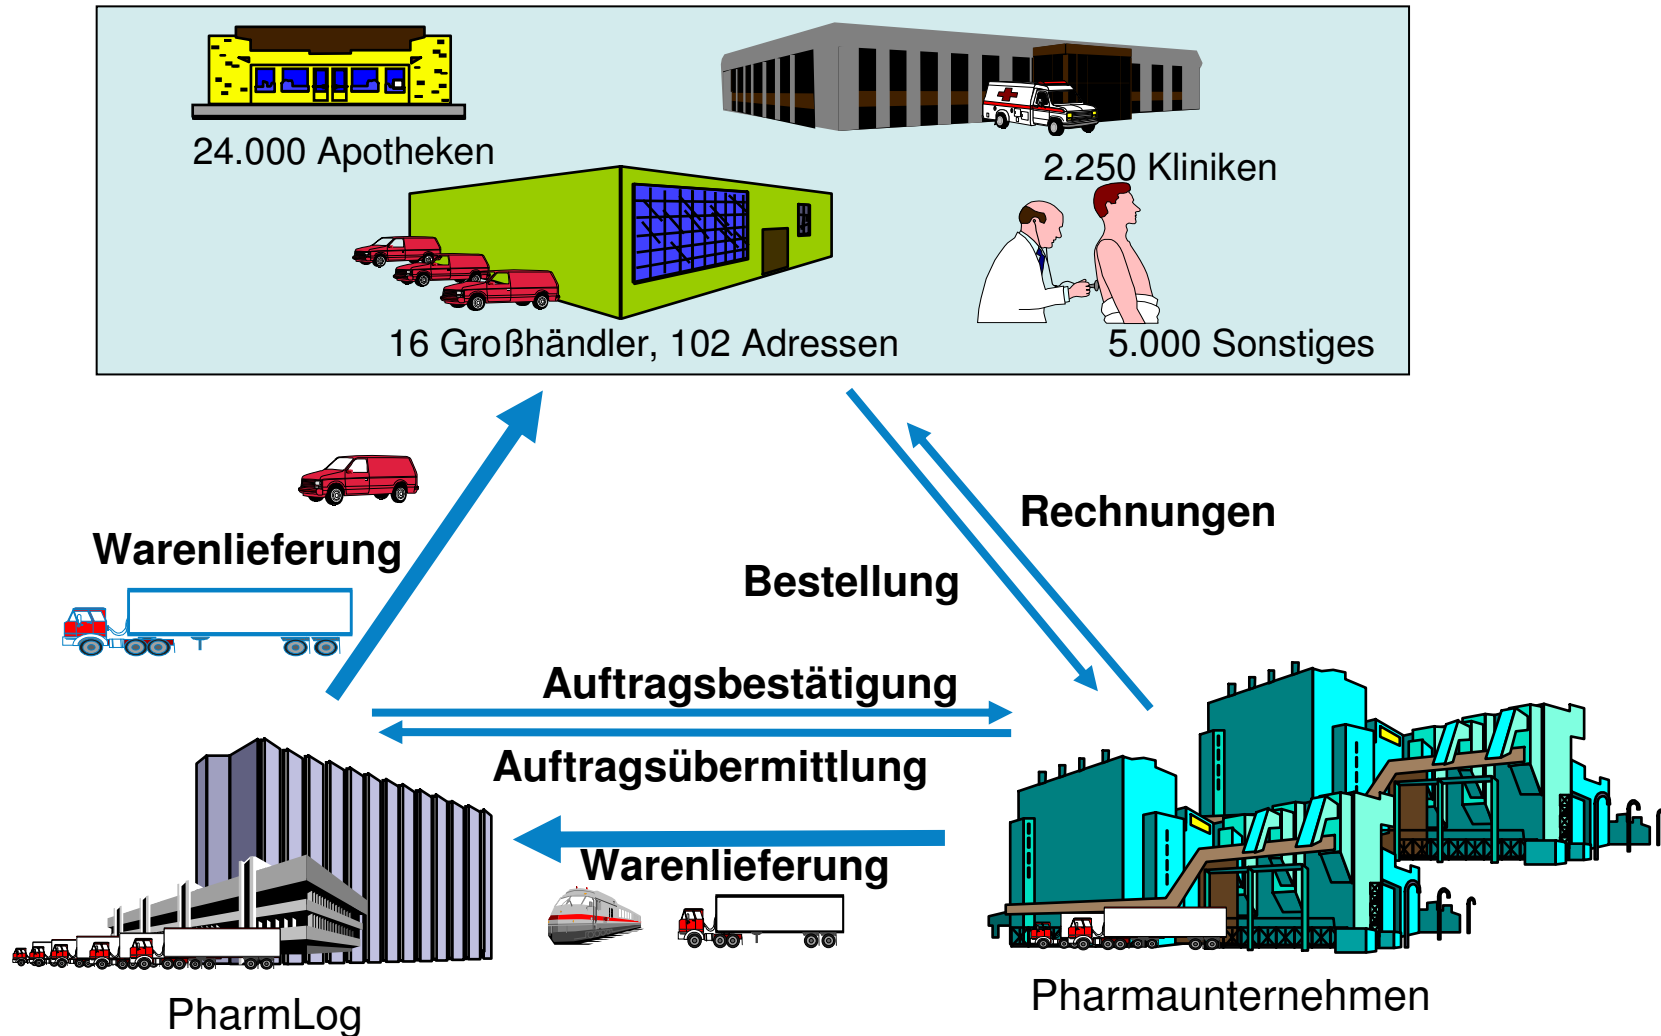 24.000 Apotheken
2.250 Kliniken
16 Großhändler, 102 Adressen
5.000 Sonstiges
Rechnungen
Warenlieferung
Bestellung
Auftragsbestätigung
Auftragsübermittlung
Warenlieferung
PharmLog
Pharmaunternehmen